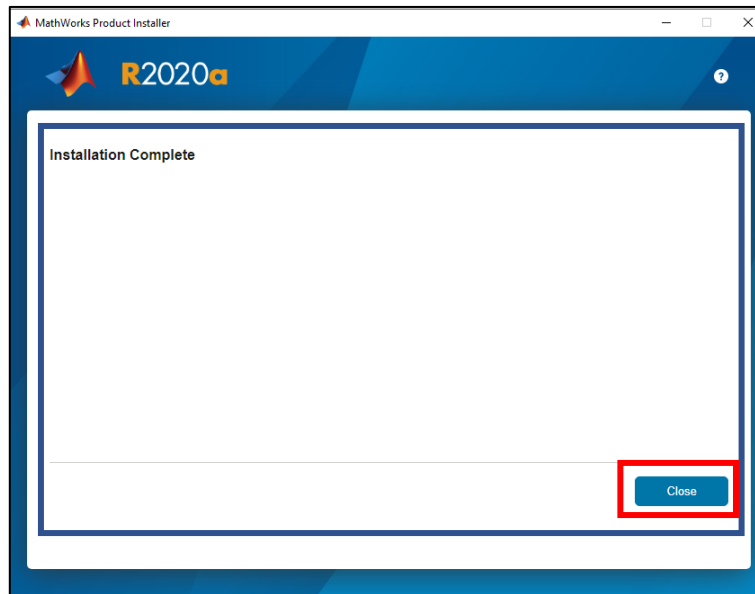 MathWorks Product Installer
R2020a
?
Installation Complete
Close